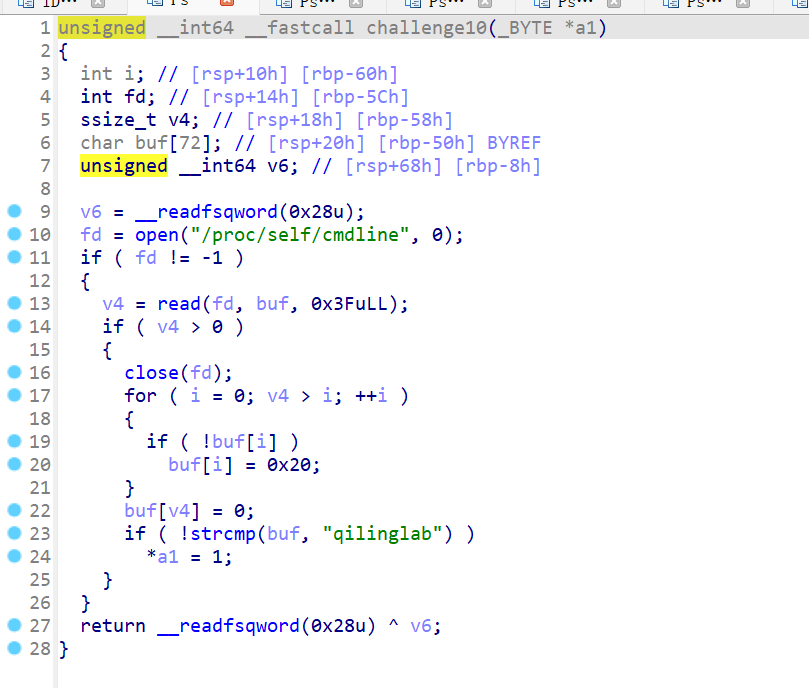 1 unsigned __int64 __fastcall challenge10(_BYTE *a1)
2 {
3   int i; // [rsp+10h] [rbp-60h]
4   int fd; // [rsp+14h] [rbp-5Ch]
5   ssize_t v4; // [rsp+18h] [rbp-58h]
6   char buf[72]; // [rsp+20h] [rbp-50h] BYREF
7   unsigned __int64 v6; // [rsp+68h] [rbp-8h]
8
9   v6 = __readfsqword(0x28u);
10   fd = open("/proc/self/cmdline", 0);
11   if ( fd != -1 )
12   {
13     v4 = read(fd, buf, 0x3FuLL);
14     if ( v4 > 0 )
15     {
16       close(fd);
17       for ( i = 0; v4 > i; ++i )
18       {
19         if ( !buf[i] )
20           buf[i] = 0x20;
21       }
22       buf[v4] = 0;
23       if ( !strcmp(buf, "qilinglab") )
24         *a1 = 1;
25     }
26   }
27   return __readfsqword(0x28u) ^ v6;
28 }